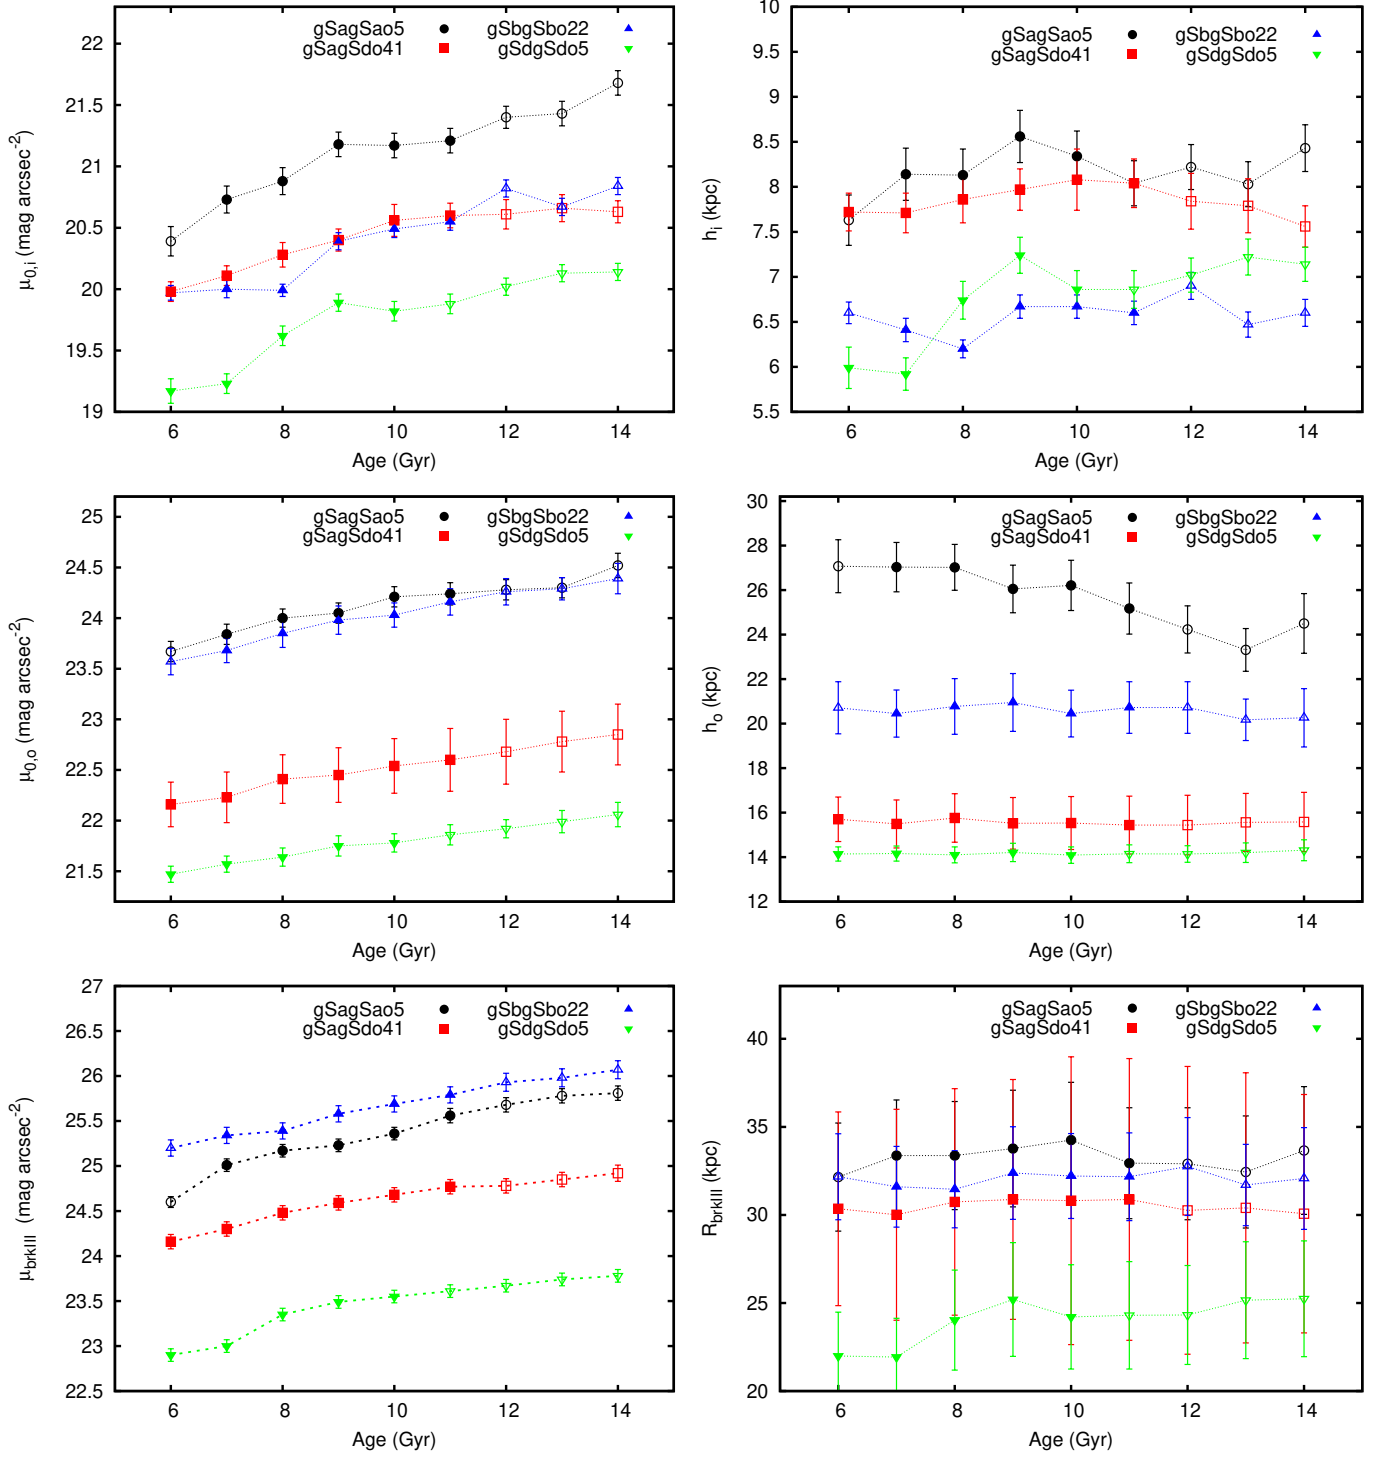 gSagSao5 gSbgSbo22
gSagSdo41 gSdgSdo5
22
21.5
21
20.5
20
19.5
19
μ0,i (mag arcsec-2)
6 8 10 12 14
Age (Gyr)
gSagSao5 gSbgSbo22
gSagSdo41 gSdgSdo5
10
9.5
9
8.5
8
7.5
7
6.5
6
5.5
hi (kpc)
6 8 10 12 14
Age (Gyr)
gSagSao5 gSbgSbo22
gSagSdo41 gSdgSdo5
25
24.5
24
23.5
23
22.5
22
21.5
μ0,o (mag arcsec-2)
6 8 10 12 14
Age (Gyr)
gSagSao5 gSbgSbo22
gSagSdo41 gSdgSdo5
30
28
26
24
22
20
18
16
14
12
ho (kpc)
6 8 10 12 14
Age (Gyr)
gSagSao5 gSbgSbo22
gSagSdo41 gSdgSdo5
27
26.5
26
25.5
25
24.5
24
23.5
23
22.5
μbrkIII (mag arcsec-2)
6 8 10 12 14
Age (Gyr)
gSagSao5 gSbgSbo22
gSagSdo41 gSdgSdo5
40
35
30
25
20
RbrkIII (kpc)
6 8 10 12 14
Age (Gyr)